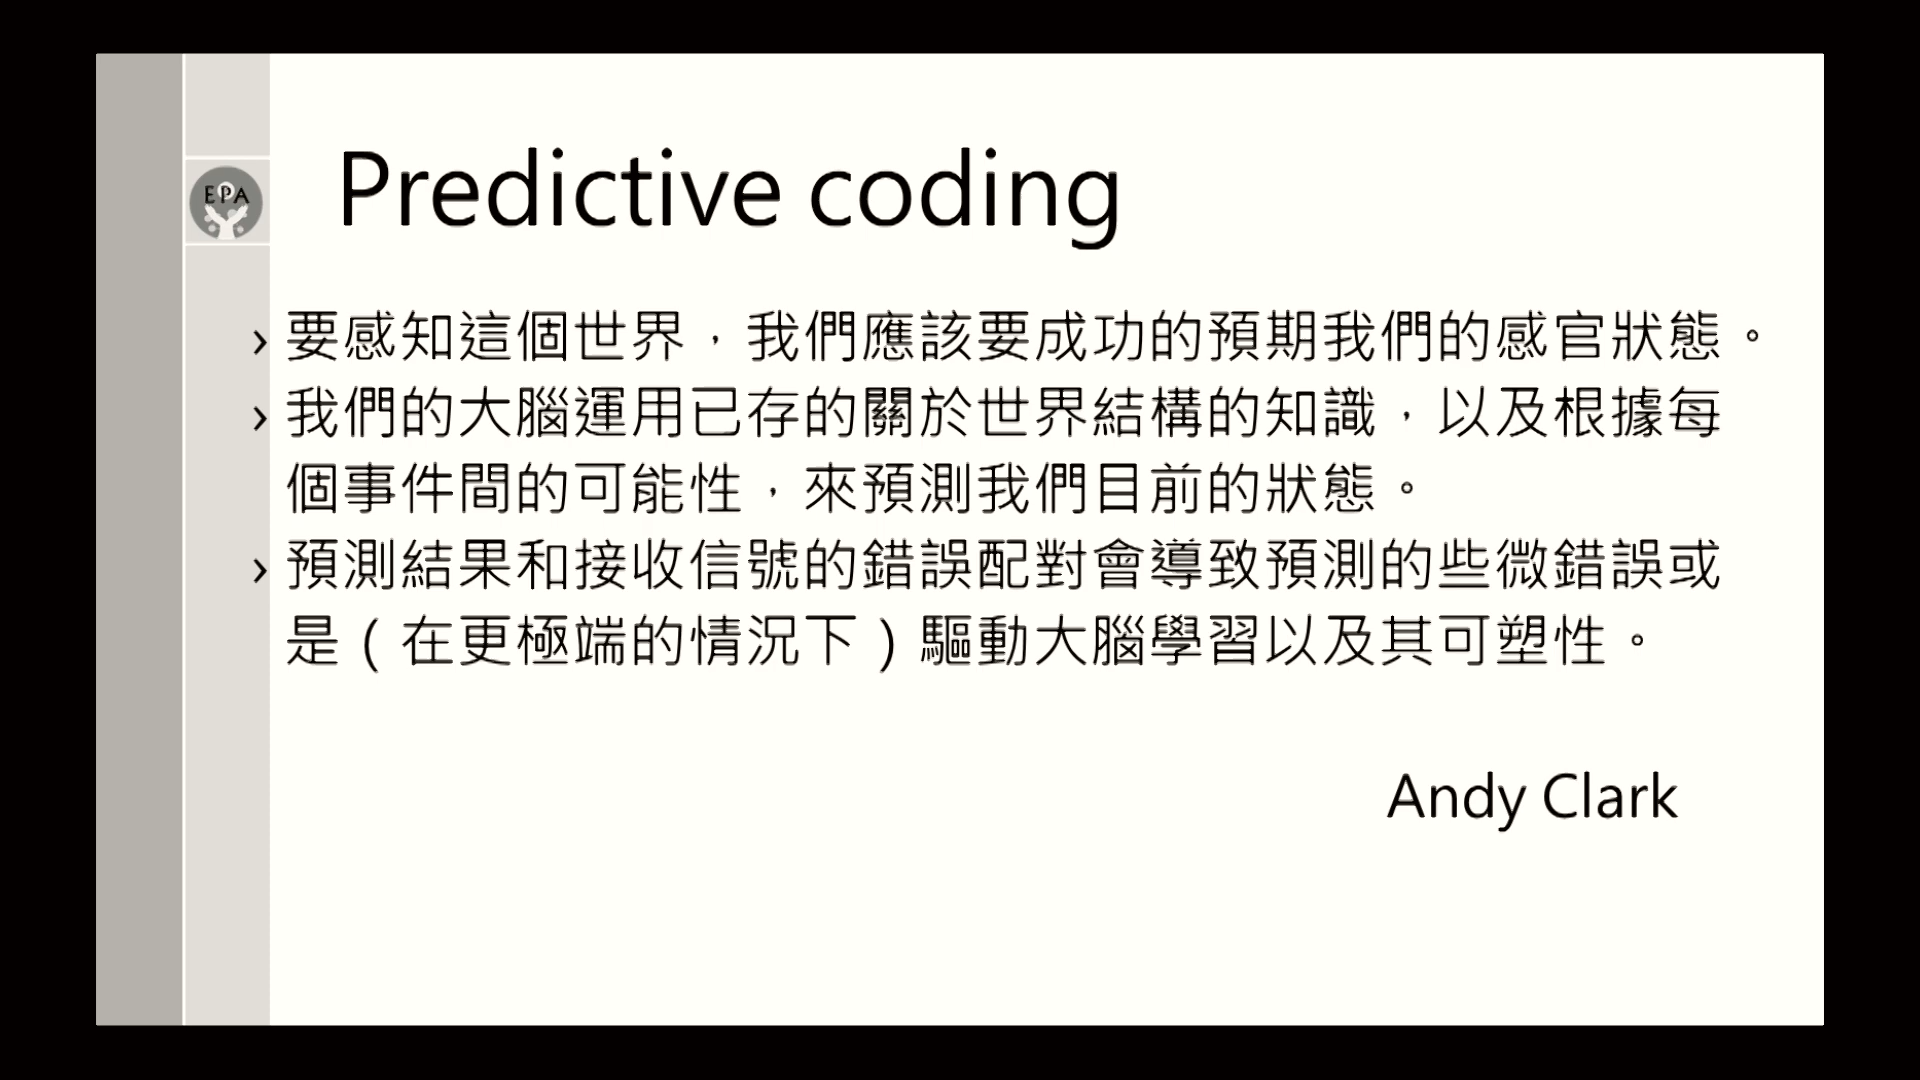 Predictive coding
EPA
› 要感知這個世界，我們應該要成功的預期我們的感官狀態。
› 我們的大腦運用已存的關於世界結構的知識，以及根據每
個事件間的可能性，來預測我們目前的狀態。
› 預測結果和接收信號的錯誤配對會導致預測的些微錯誤或
是（在更極端的情況下）驅動大腦學習以及其可塑性。
Andy Clark